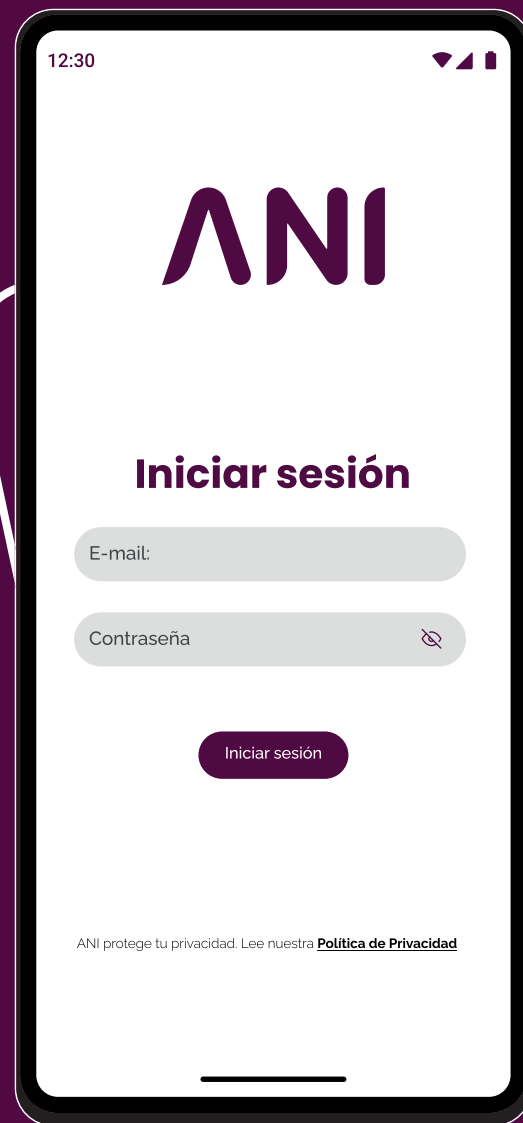 12:30
ANI
Iniciar sesión
E-mail:
Contraseña
Iniciar sesión
ANI protege tu privacidad. Lee nuestra Política de Privacidad